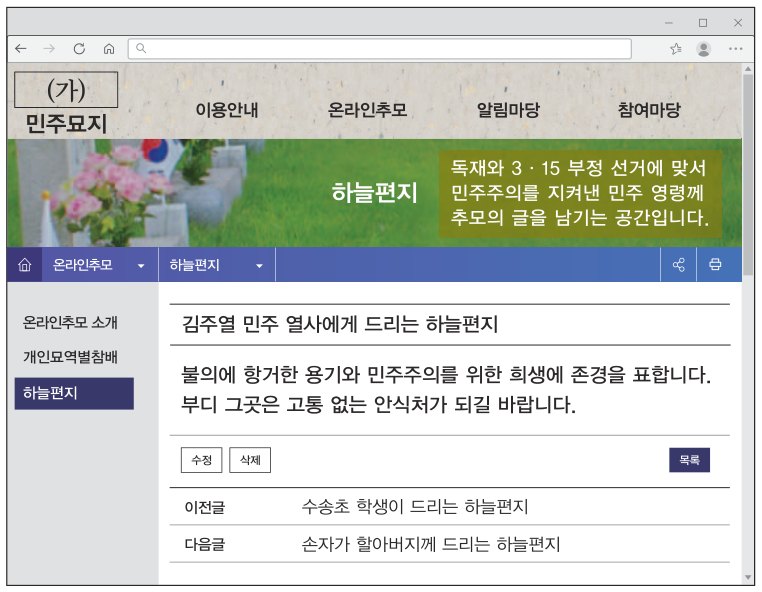 (가)
민주묘지
이용안내 온라인추모 알림마당 참여마당
하늘편지
독재와 3 · 15 부정 선거에 맞서
민주주의를 지켜낸 민주 영령께
추모의 글을 남기는 공간입니다.
온라인추모 하늘편지
온라인추모 소개
개인묘역별참배
하늘편지
김주열 민주 열사에게 드리는 하늘편지
불의에 항거한 용기와 민주주의를 위한 희생에 존경을 표합니다.
부디 그곳은 고통 없는 안식처가 되길 바랍니다.
수정 삭제 목록
이전글 수송초 학생이 드리는 하늘편지
다음글 손자가 할아버지께 드리는 하늘편지